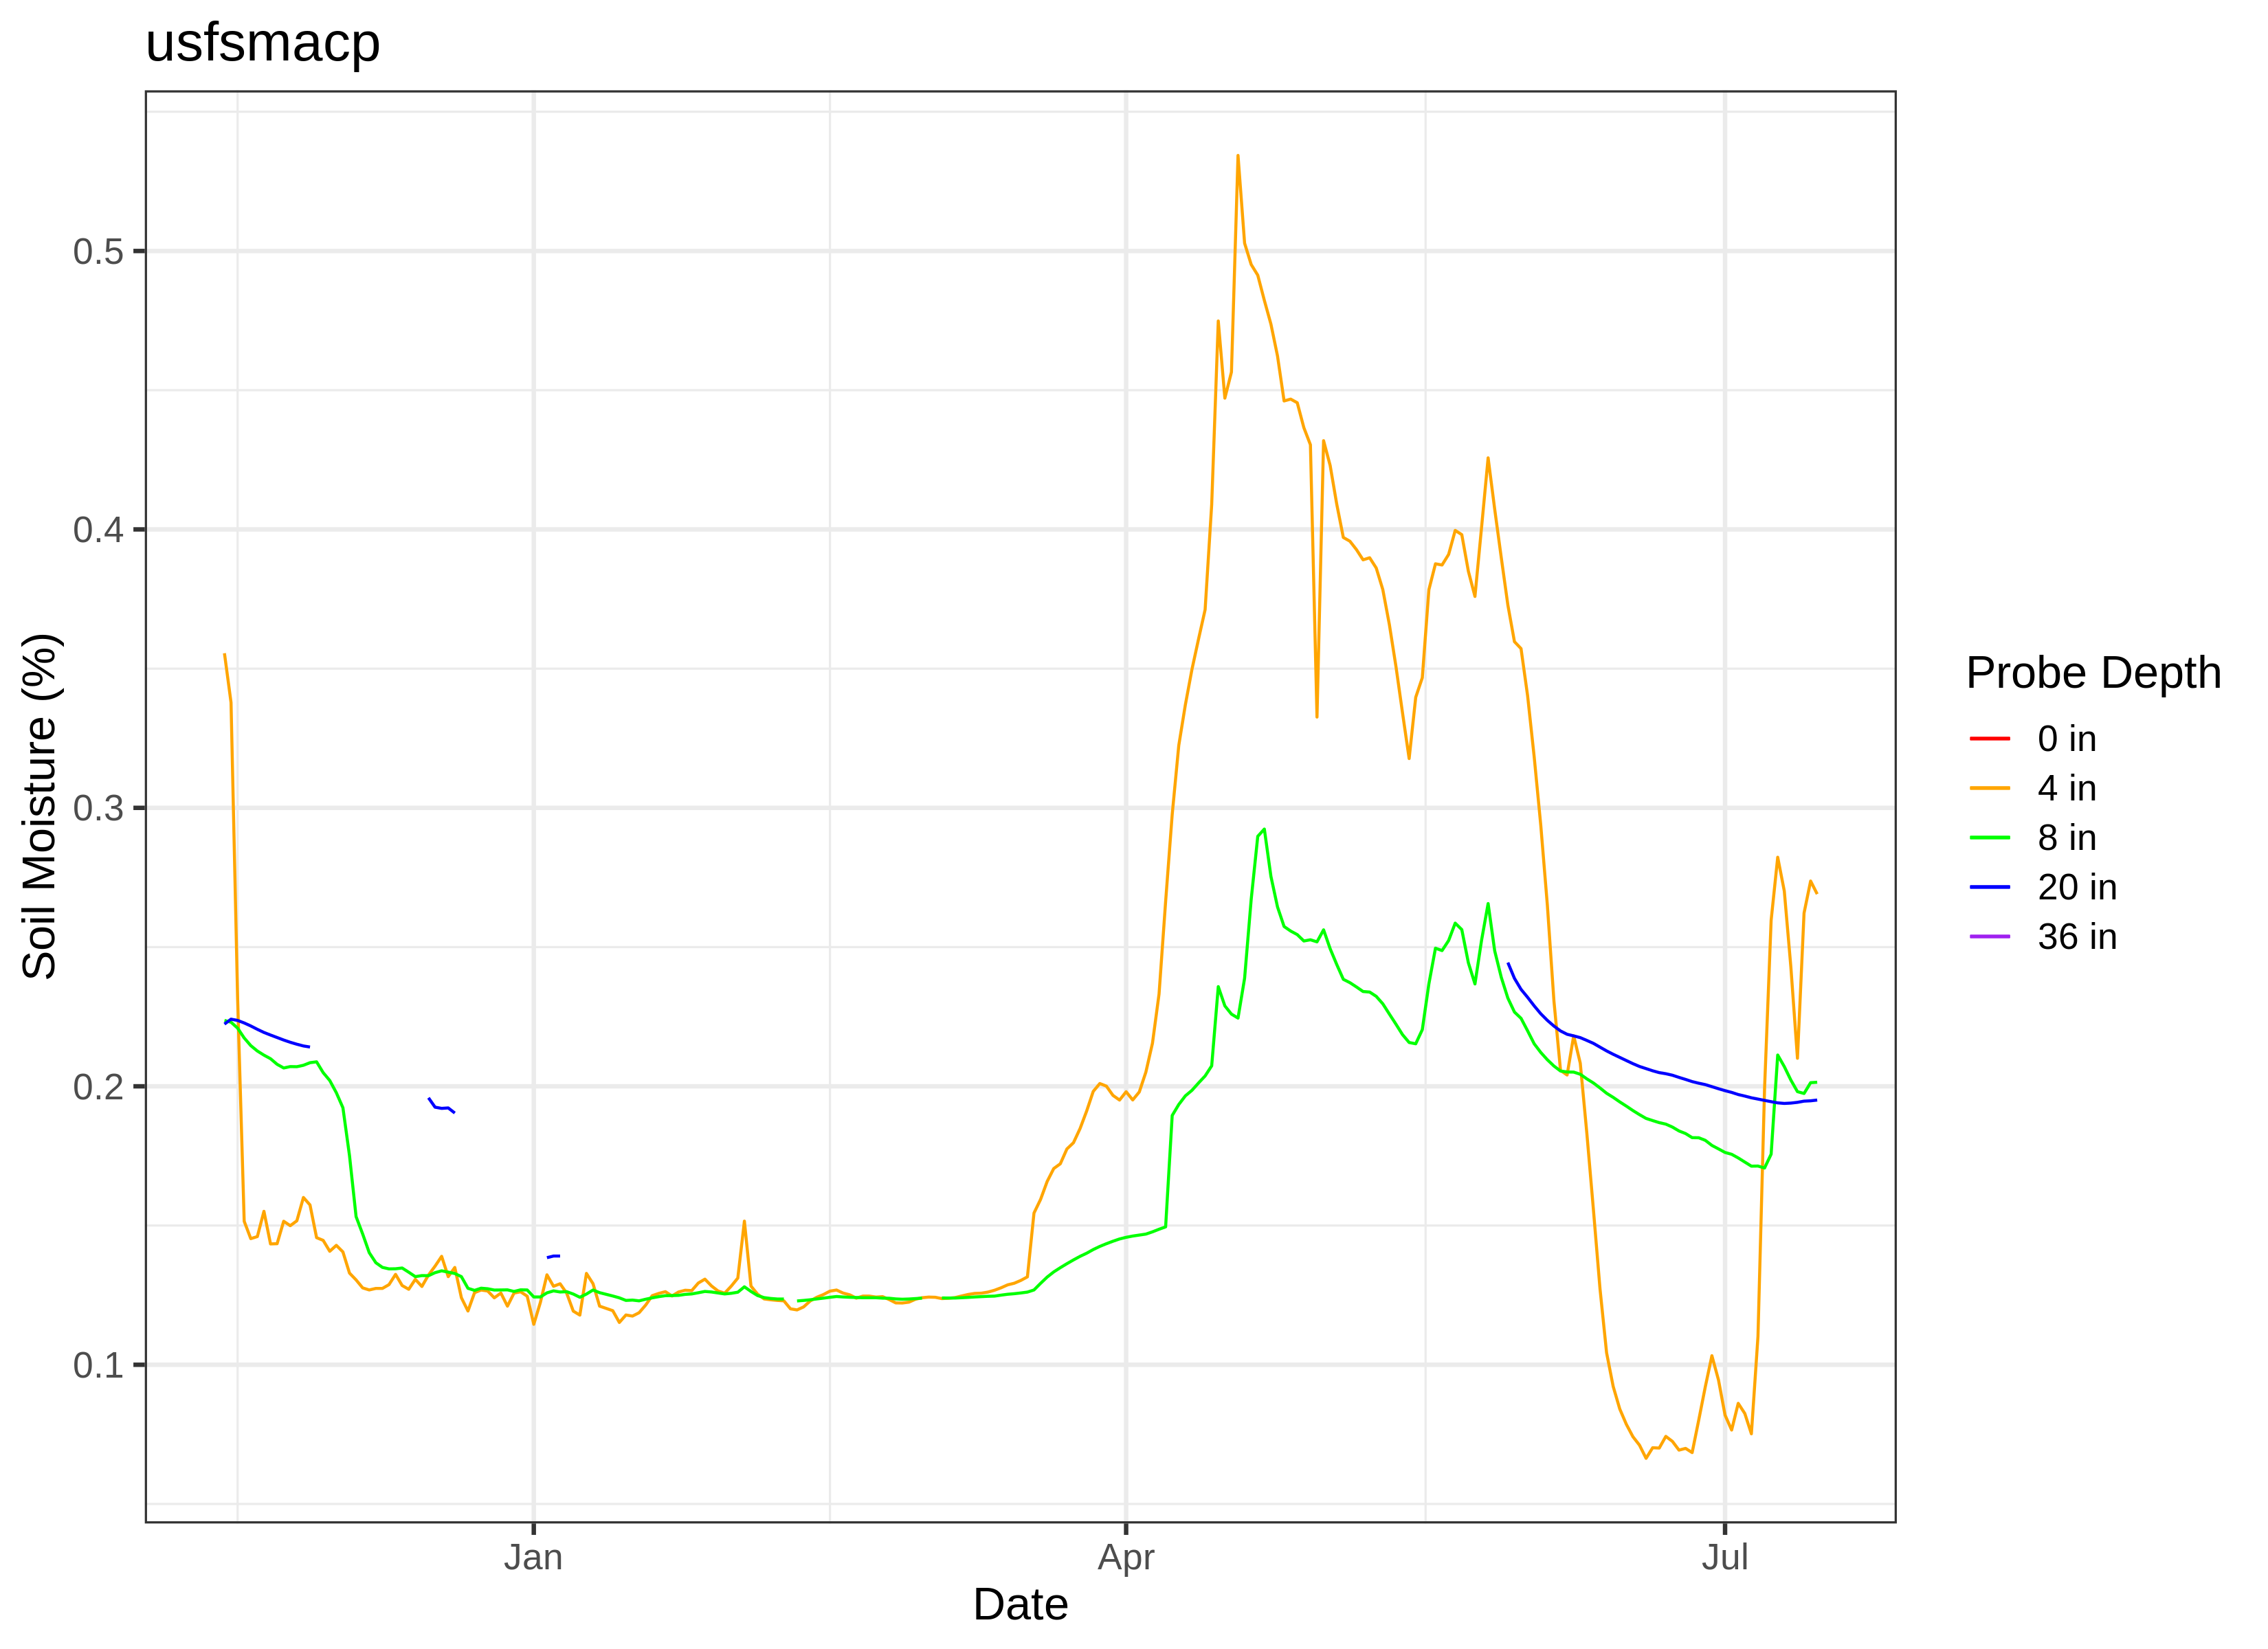 usfsmacp
Soil Moisture (%)
0.5
0.4
0.3
0.2
0.1
Jan
Apr
Jul
Date
Probe Depth
0 in
4 in
8 in
20 in
36 in